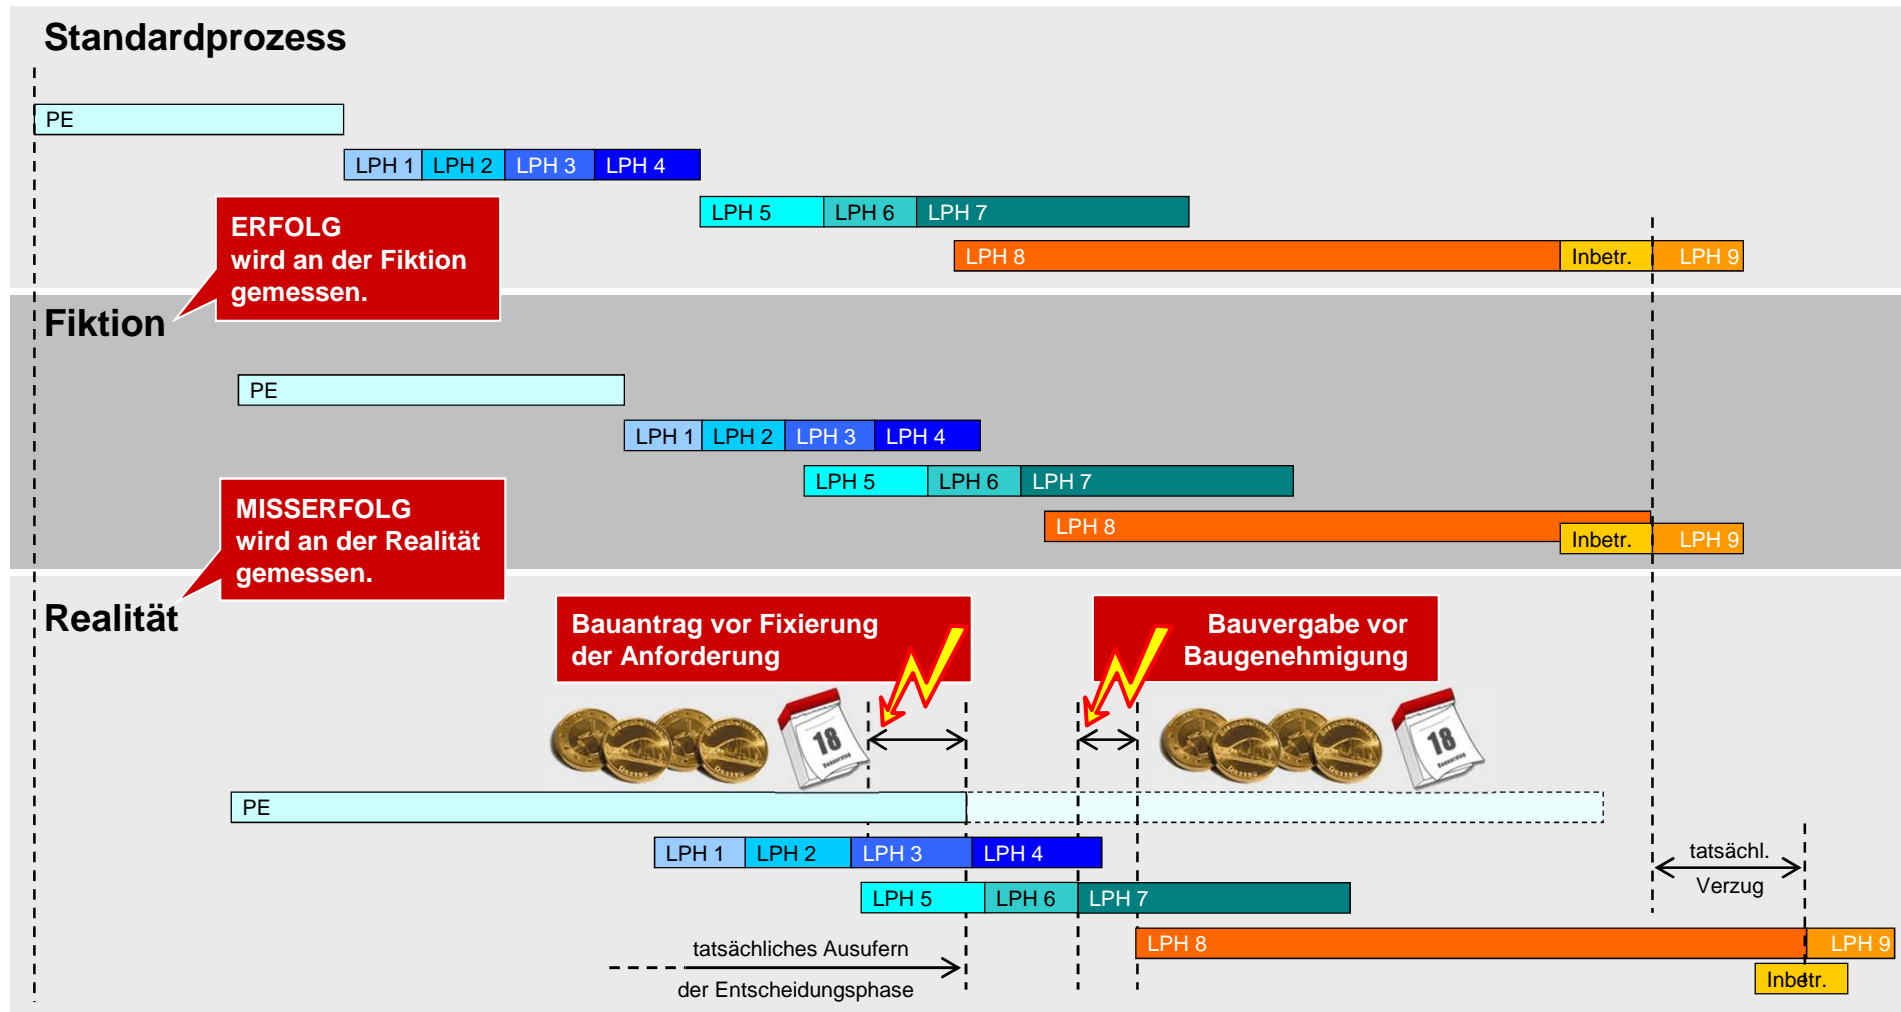 Standardprozess
PE
LPH 1 LPH 2 LPH 3 LPH 4
LPH 5 LPH 6 LPH 7
LPH 8 Inbetr. LPH 9
ERFOLG
wird an der Fiktion
gemessen.
Fiktion
PE
LPH 1 LPH 2 LPH 3 LPH 4
LPH 5 LPH 6 LPH 7
LPH 8
Inbetr. LPH 9
MISSERFOLG
wird an der Realität
gemessen.
Realität
Bauantrag vor Fixierung
der Anforderung
Bauvergabe vor
Baugenehmigung
18
Donnerstag
18
Donnerstag
PE
LPH 1 LPH 2 LPH 3 LPH 4
tatsächl.
Verzug
LPH 5 LPH 6 LPH 7
LPH 8 LPH 9
Inbetr.
tatsächliches Ausufern
der Entscheidungsphase